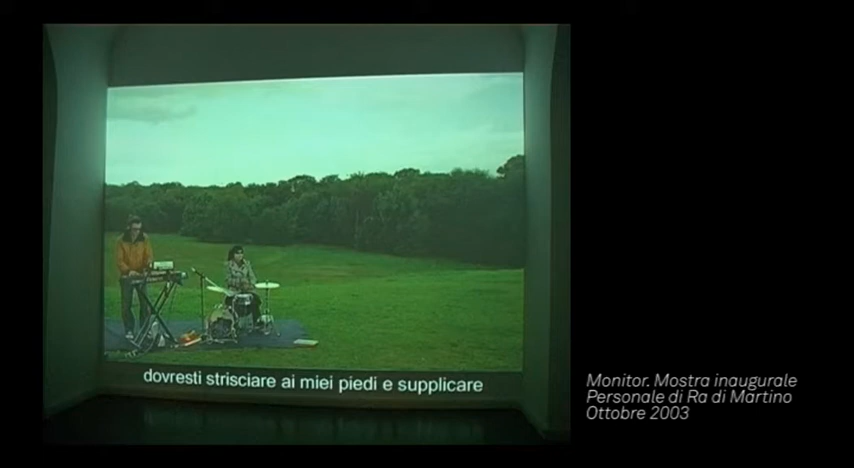 dovresti strisciare ai miei piedi e supplicare
Monitor. Mostra inaugurale
Personale di Ra di Martino
Ottobre 2003